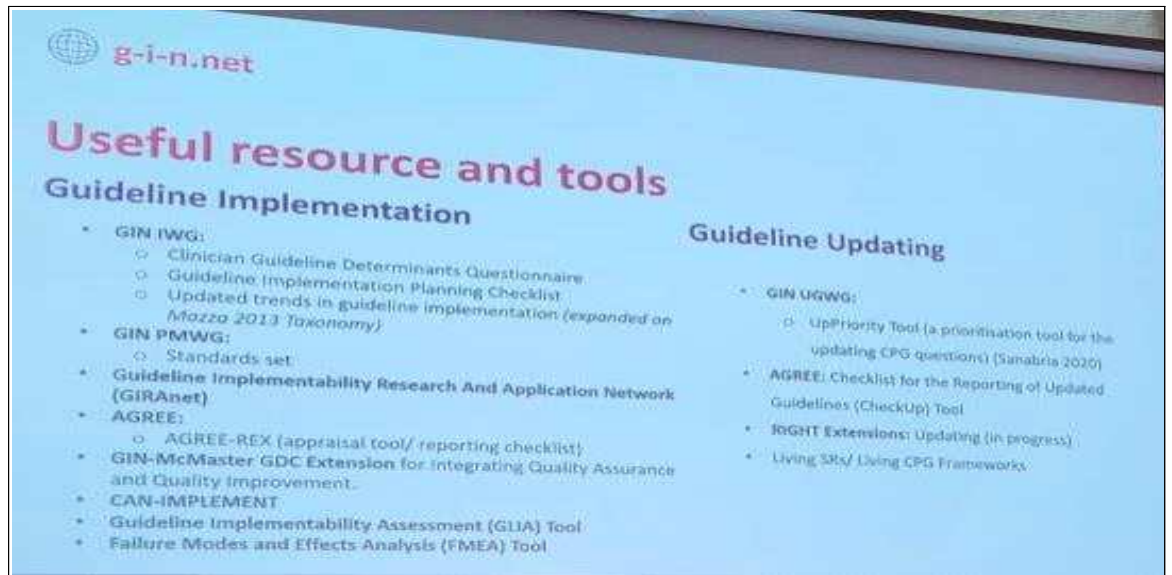 g-i-n.net
Useful resource and tools
Guideline Implementation
• GIN IWG:
o Clinician Guideline Determinants Questionnaire
o Guideline Implementation Planning Checklist
o Updated trends in guideline implementation (expanded on
Mazza 2013 Taxonomy)
• GIN PMWG:
o Standards set
• Guideline Implementability Research And Application Network
(GIRAnet)
• AGREE:
o AGREE-REX (appraisal tool/ reporting checklist)
• GIN-McMaster GDC Extension for Integrating Quality Assurance
and Quality Improvement.
• CAN-IMPLEMENT
• Guideline Implementability Assessment (GLIA) Tool
• Failure Modes and Effects Analysis (FMEA) Tool
Guideline Updating
• GIN UGWG:
o UpPriority Tool (a prioritisation tool for the
updating CPG questions) (Sanabria 2020)
• AGREE: Checklist for the Reporting of Updated
Guidelines (CheckUp) Tool
• RIGHT Extensions: Updating (in progress)
• Living SRs/ Living CPG Frameworks